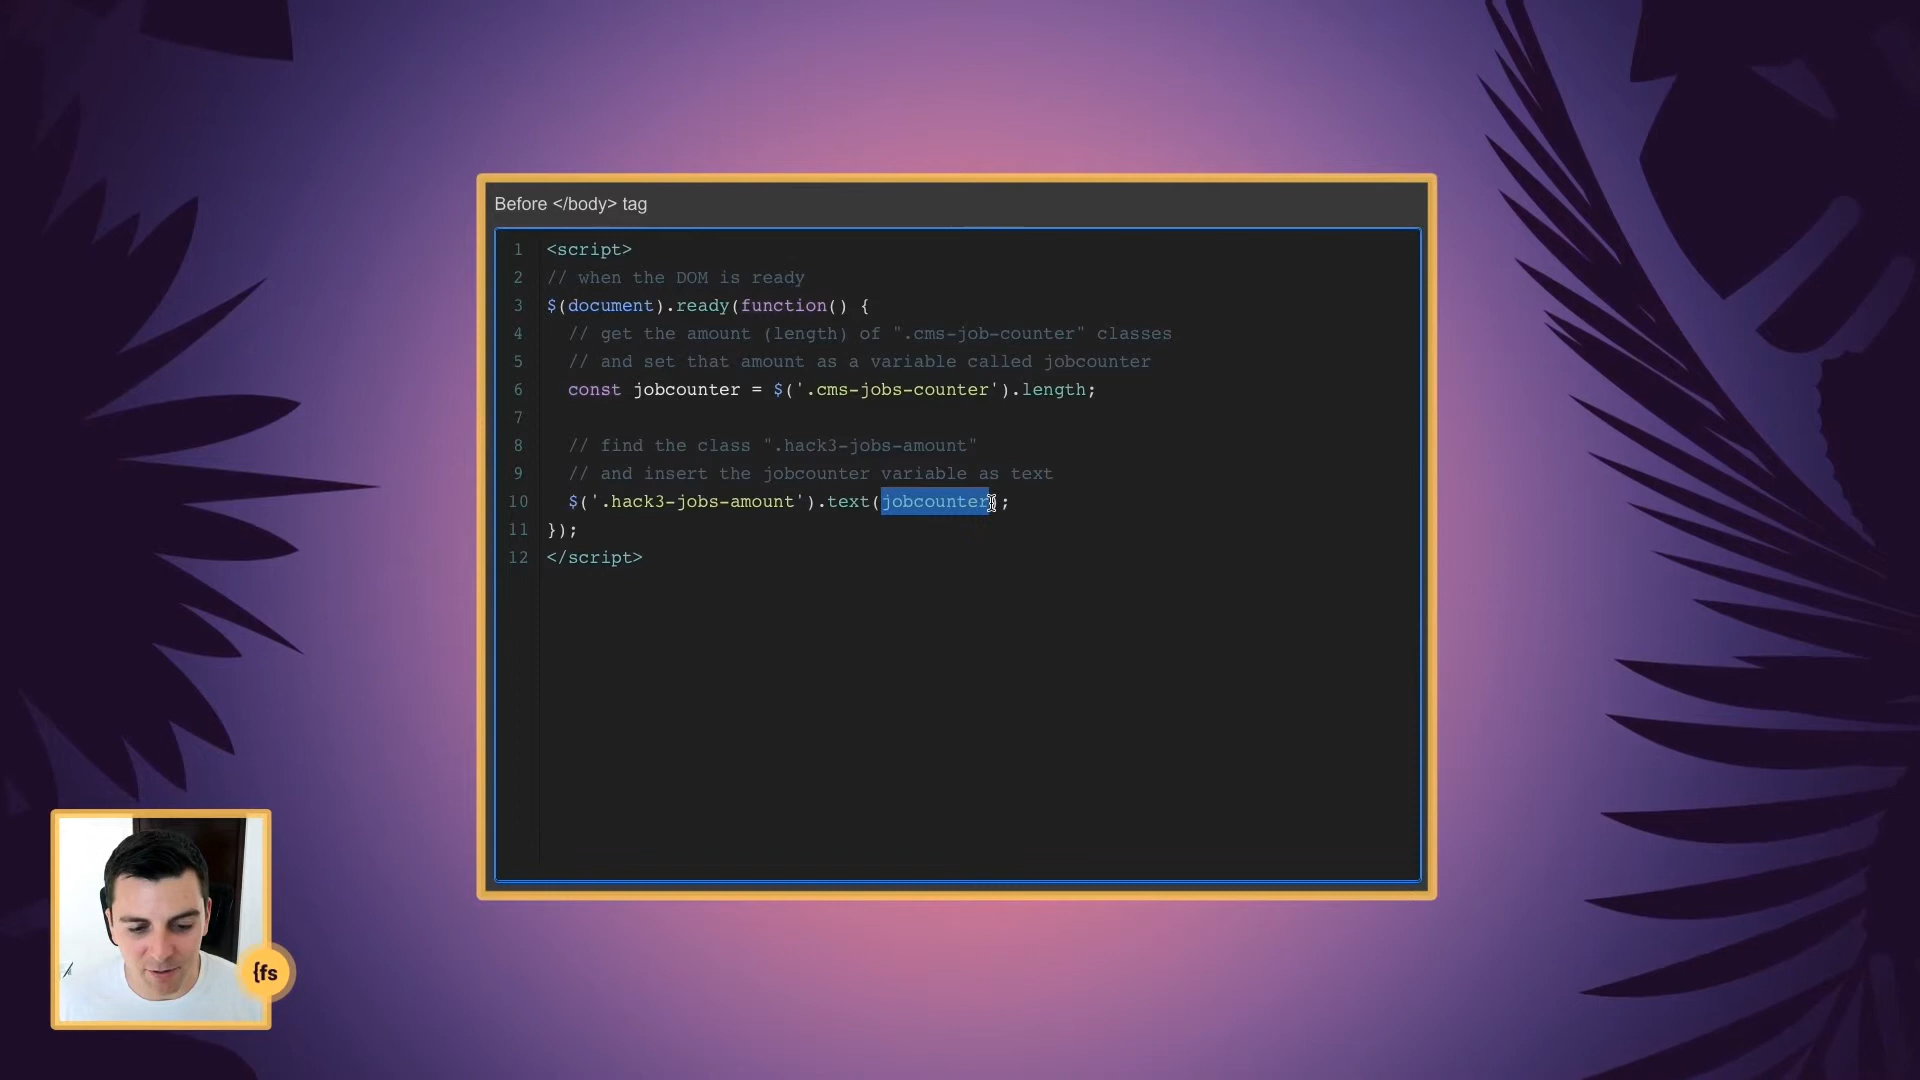 Before </body> tag
1 <script>
2 // when the DOM is ready
3 $(document).ready(function() {
4 // get the amount (length) of ".cms-job-counter" classes
5 // and set that amount as a variable called jobcounter
6 const jobcounter = $('.cms-jobs-counter').length;
7
8 // find the class ".hack3-jobs-amount"
9 // and insert the jobcounter variable as text
10 $('.hack3-jobs-amount').text(jobcounter);
11 });
12 </script>
{fs